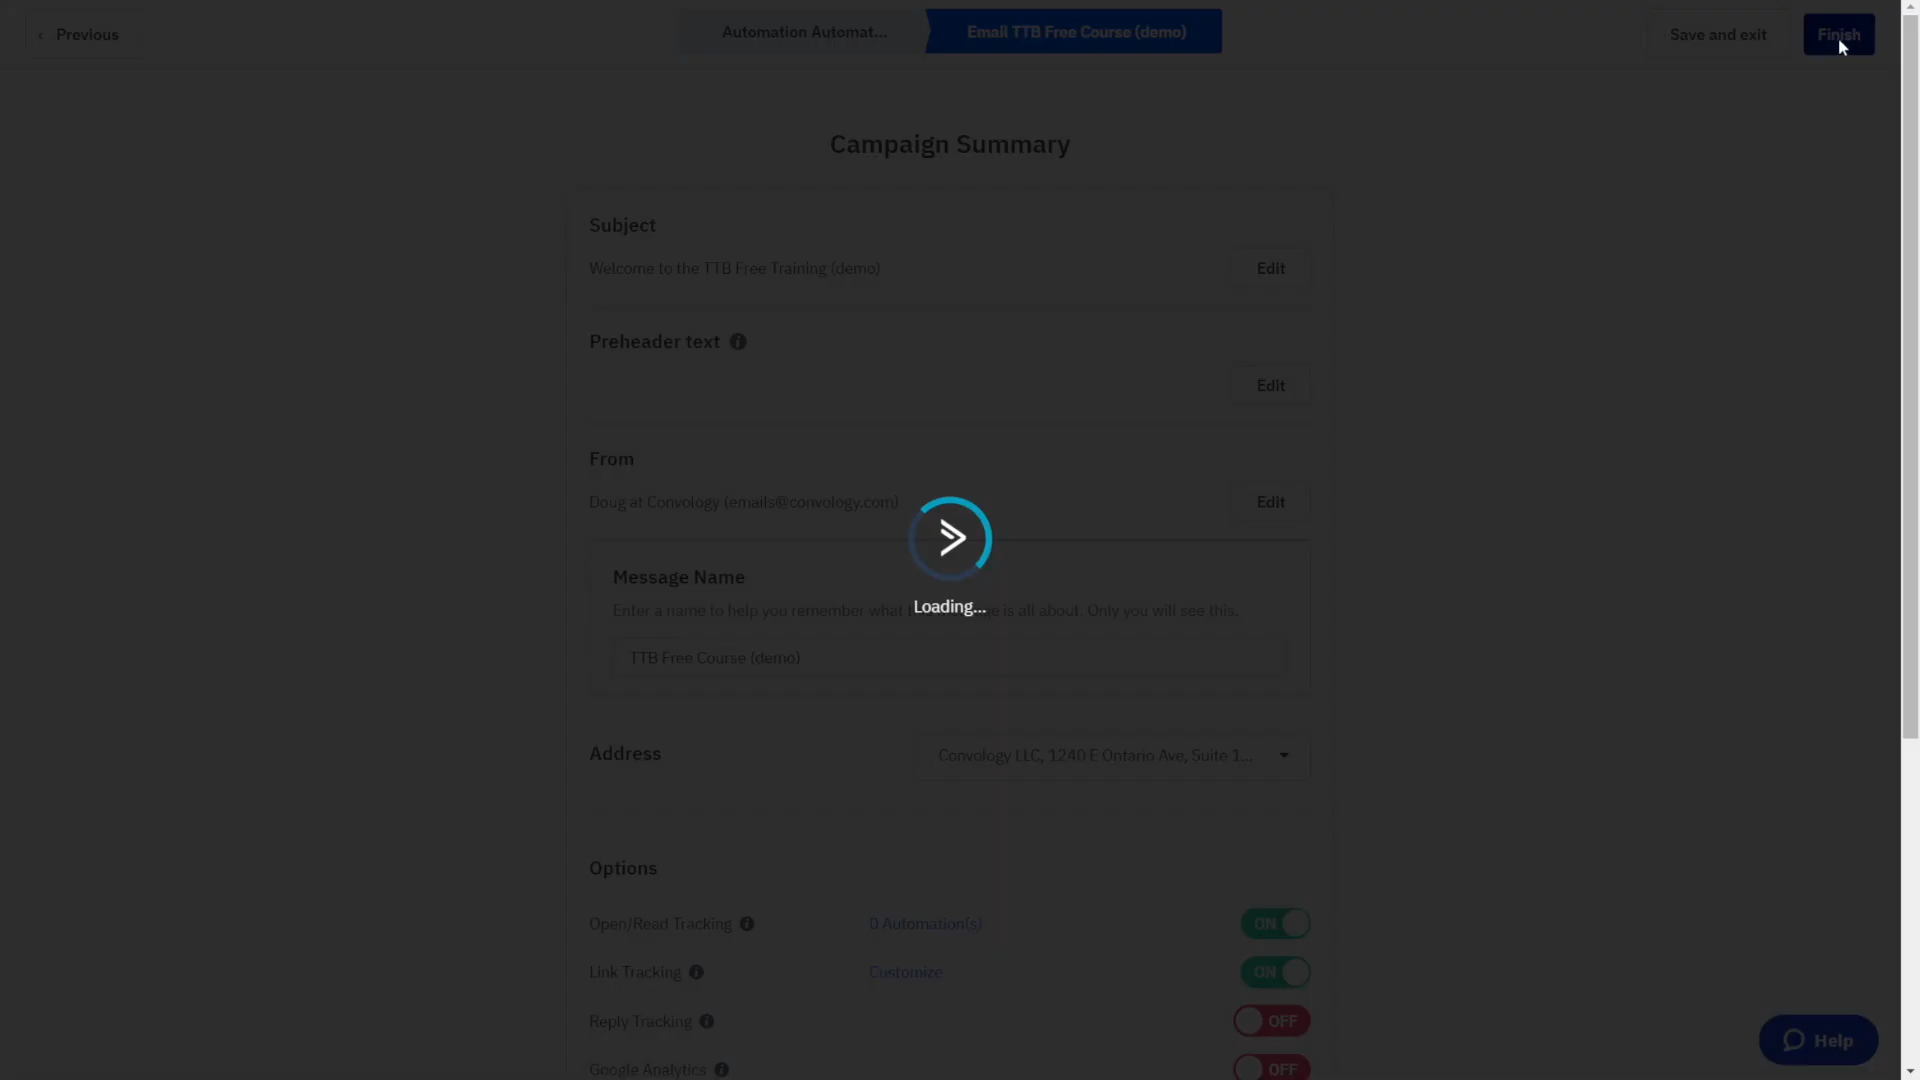 Previous
Automation Automat...
Email TTB Free Course (demo)
Save and exit
Finish
Campaign Summary
Subject
Welcome to the TTB Free Training (demo)
Edit
Preheader text
Edit
From
Doug at Convology (emails@convology.com)
Edit
Message Name
Enter a name to help you remember what is all about. Only you will see this.
Loading...
TTB Free Course (demo)
Address
Convology LLC, 1240 E Ontario Ave, Suite 1...
Options
Open/Read Tracking
0 Automation(s)
ON
Link Tracking
Customize
ON
Reply Tracking
OFF
Google Analytics
OFF
Help